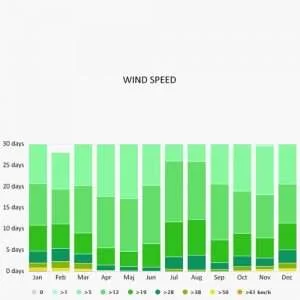 WIND SPEED
30 days
25 days
20 days
15 days
10 days
5 days
0 days
Jan Feb Mar Apr May Jun Jul Aug Sep Oct Nov Dec
0 >1 >5 >12 >19 >28 >38 >50 >61 km/h